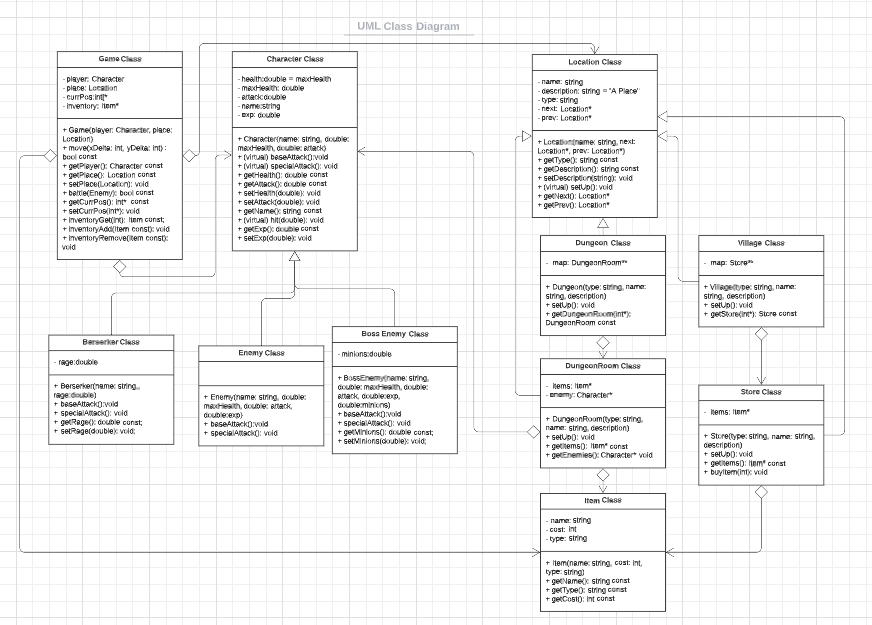 UML Class Diagram
Game Class
- player: Character
- place: Location
- currPos:int[*
- inventory: Item*
+ Game(player: Character, place:
Location)
+ move(xDelta: int, yDelta: int) :
bool const
+ getPlayer(): Character const
+ getPlace(): Location const
+ setPlace(Location): void
+ battle(Enemy): bool const
+ getCurrPos(): int* const
+ setCurrPos(int*): void
+ inventoryGet(int): Item const;
+ inventoryAdd(Item const): void
+ inventoryRemove(Item const):
void
Character Class
- health:double = maxHealth
- maxHealth: double
- attack:double
- name:string
- exp: double
+ Character(name: string, double:
maxHealth, double: attack)
+ (virtual) baseAttack():void
+ (virtual) specialAttack(): void
+ getHealth(): double const
+ getAttack(): double const
+ setHealth(double): void
+ setAttack(double): void
+ getName(): string const
+ (virtual) hit(double): void
+ getExp(): double const
+ setExp(double): void
Location Class
- name: string
- description: string = "A Place"
- type: string
- next: Location*
- prev: Location*
+ Location(name: string, next:
Location*, prev: Location*)
+ getType(): string const
+ getDescription(): string const
+ setDescription(string): void
+ (virtual) setUp(): void
+ getNext(): Location*
+ getPrev(): Location*
Dungeon Class
- map: DungeonRoom**
+ Dungeon(type: string, name:
string, description)
+ setUp(): void
+ getDungeonRoom(int*):
DungeonRoom const
Village Class
- map: Store**
+ Village(type: string, name:
string, description)
+ setUp(): void
+ getStore(int*): Store const
Berserker Class
- rage:double
+ Berserker(name: string,,
rage:double)
+ baseAttack():void
+ specialAttack(): void
+ getRage(): double const;
+ setRage(double): void;
Enemy Class
+ Enemy(name: string, double:
maxHealth, double: attack,
double:exp)
+ baseAttack():void
+ specialAttack(): void
Boss Enemy Class
- minions:double
+ BossEnemy(name: string,
double: maxHealth, double:
attack, double:exp,
double:minions)
+ baseAttack():void
+ specialAttack(): void
+ getMinions(): double const;
+ setMinions(double): void;
DungeonRoom Class
- items: Item*
- enemy: Character*
+ DungeonRoom(type: string,
name: string, description)
+ setUp(): void
+ getItems(): Item* const
+ getEnemies(): Character* void
Store Class
- items: Item*
+ Store(type: string, name: string,
description)
+ setUp(): void
+ getItems(): Item* const
+ buyItem(int): void
Item Class
- name: string
- cost: int
- type: string
+ Item(name: string, cost: int,
type: string)
+ getName(): string const
+ getType(): string const
+ getCost(): int const